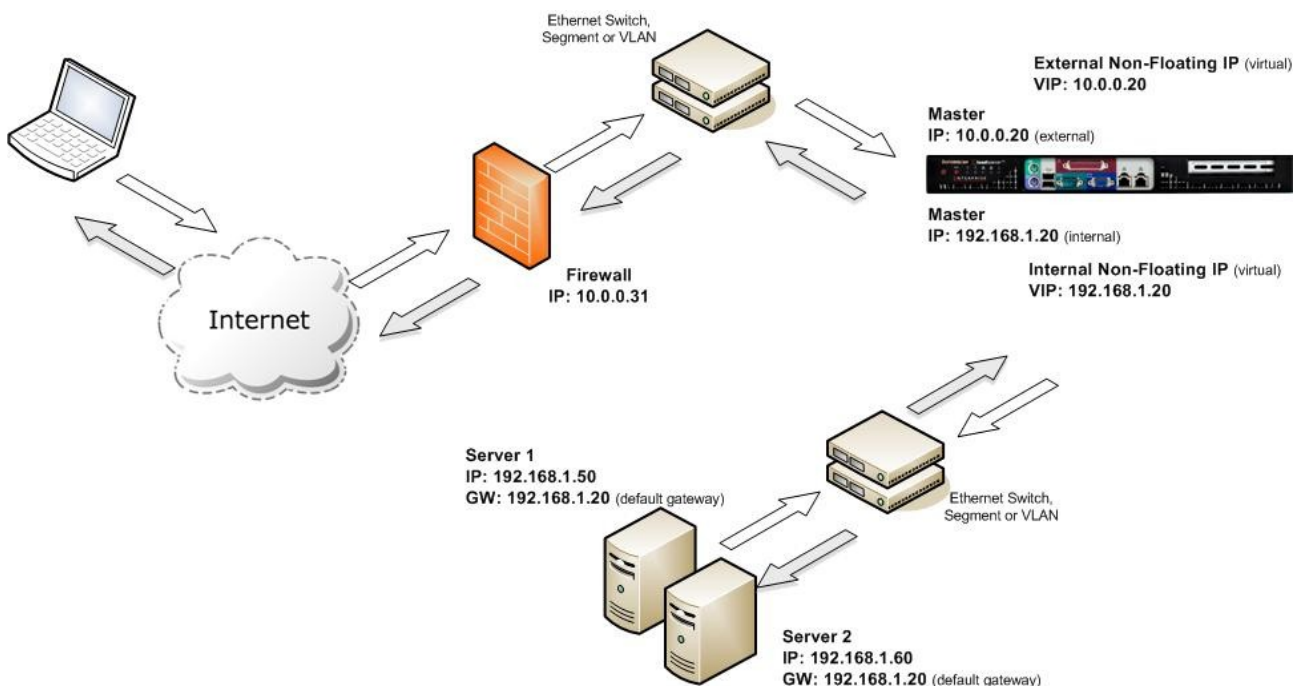 Ethernet Switch,
Segment or VLAN
External Non-Floating IP (virtual)
VIP: 10.0.0.20
Master
IP: 10.0.0.20 (external)
Master
IP: 192.168.1.20 (internal)
Internal Non-Floating IP (virtual)
VIP: 192.168.1.20
Firewall
IP: 10.0.0.31
Internet
Server 1
IP: 192.168.1.50
GW: 192.168.1.20 (default gateway)
Ethernet Switch,
Segment or VLAN
Server 2
IP: 192.168.1.60
GW: 192.168.1.20 (default gateway)